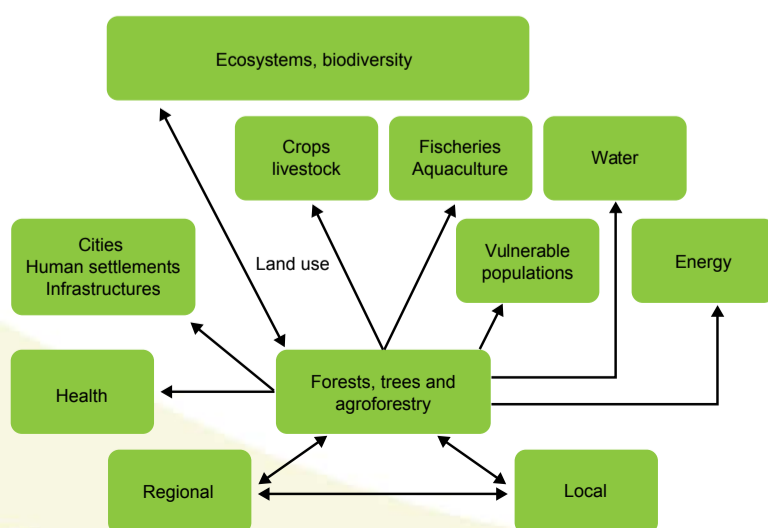 Ecosystems, biodiversity
Crops
livestock
Fischeries
Aquaculture
Water
Cities
Human settlements
Infrastructures
Land use
Vulnerable
populations
Energy
Health
Forests, trees and
agroforestry
Regional
Local